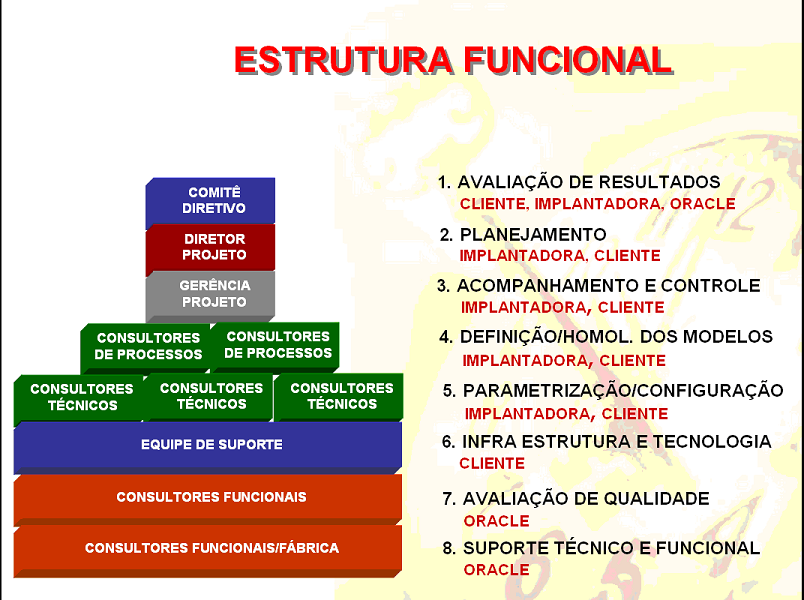 ESTRUTURA FUNCIONAL
COMITÊ
DIRETIVO
DIRETOR
PROJETO
GERÊNCIA
PROJETO
CONSULTORES
DE PROCESSOS
CONSULTORES
DE PROCESSOS
CONSULTORES
TÉCNICOS
CONSULTORES
TÉCNICOS
CONSULTORES
TÉCNICOS
EQUIPE DE SUPORTE
CONSULTORES FUNCIONAIS
CONSULTORES FUNCIONAIS/FÁBRICA
1. AVALIAÇÃO DE RESULTADOS
CLIENTE, IMPLANTADORA, ORACLE
2. PLANEJAMENTO
IMPLANTADORA, CLIENTE
3. ACOMPANHAMENTO E CONTROLE
IMPLANTADORA, CLIENTE
4. DEFINIÇÃO/HOMOL. DOS MODELOS
IMPLANTADORA, CLIENTE
5. PARAMETRIZAÇÃO/CONFIGURAÇÃO
IMPLANTADORA, CLIENTE
6. INFRA ESTRUTURA E TECNOLOGIA
CLIENTE
7. AVALIAÇÃO DE QUALIDADE
ORACLE
8. SUPORTE TÉCNICO E FUNCIONAL
ORACLE
12